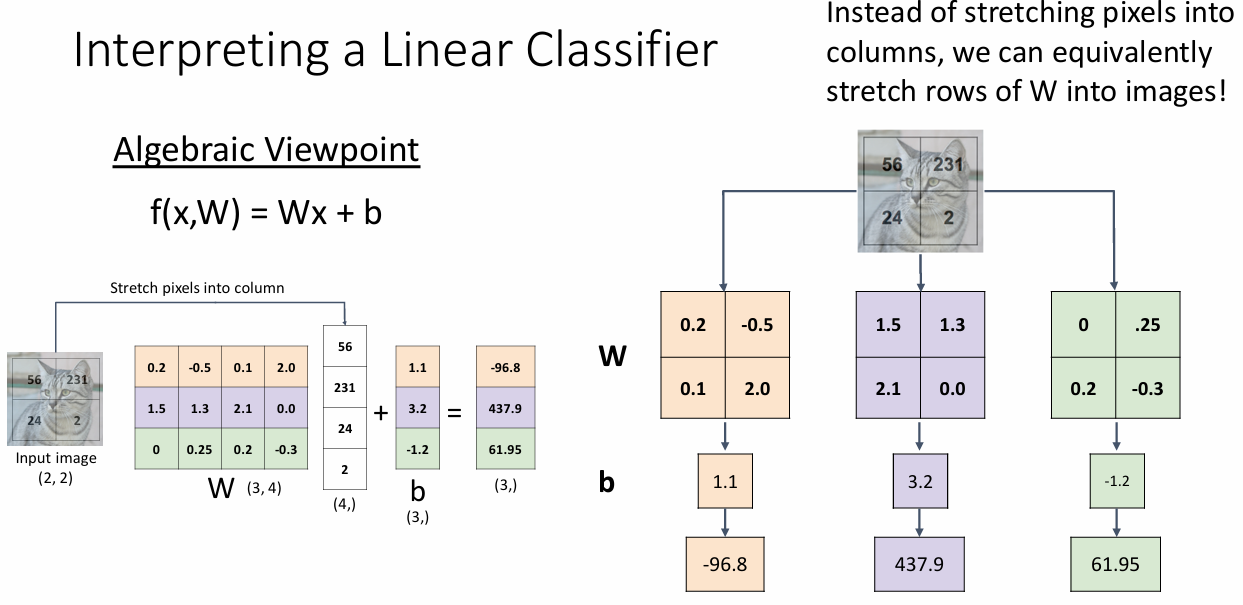 Interpreting a Linear Classifier
Instead of stretching pixels into
columns, we can equivalently
stretch rows of W into images!
Algebraic Viewpoint
f(x,W) = Wx + b
Stretch pixels into column
56 231
24 2
Input image
(2, 2)
0.2 -0.5 0.1 2.0
1.5 1.3 2.1 0.0
0 0.25 0.2 -0.3
W (3, 4)
56
231
24
2
(4,)
+
1.1
3.2
-1.2
b
(3,)
=
-96.8
437.9
61.95
(3,)
56 231
24 2
W
0.2 -0.5
0.1 2.0
1.5 1.3
2.1 0.0
0 .25
0.2 -0.3
b
1.1 3.2 -1.2
-96.8 437.9 61.95